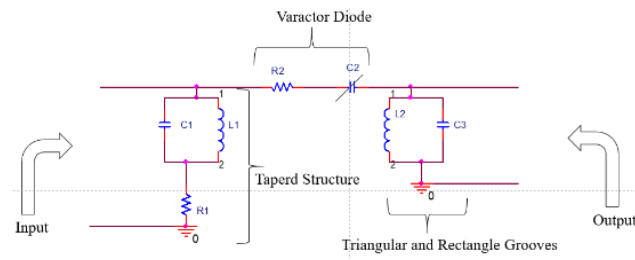 Varactor Diode
R2
C2
1
1
C1
L1
L2
C3
2
2
Taperd Structure
R1
0
0
Input
Output
Triangular and Rectangle Grooves